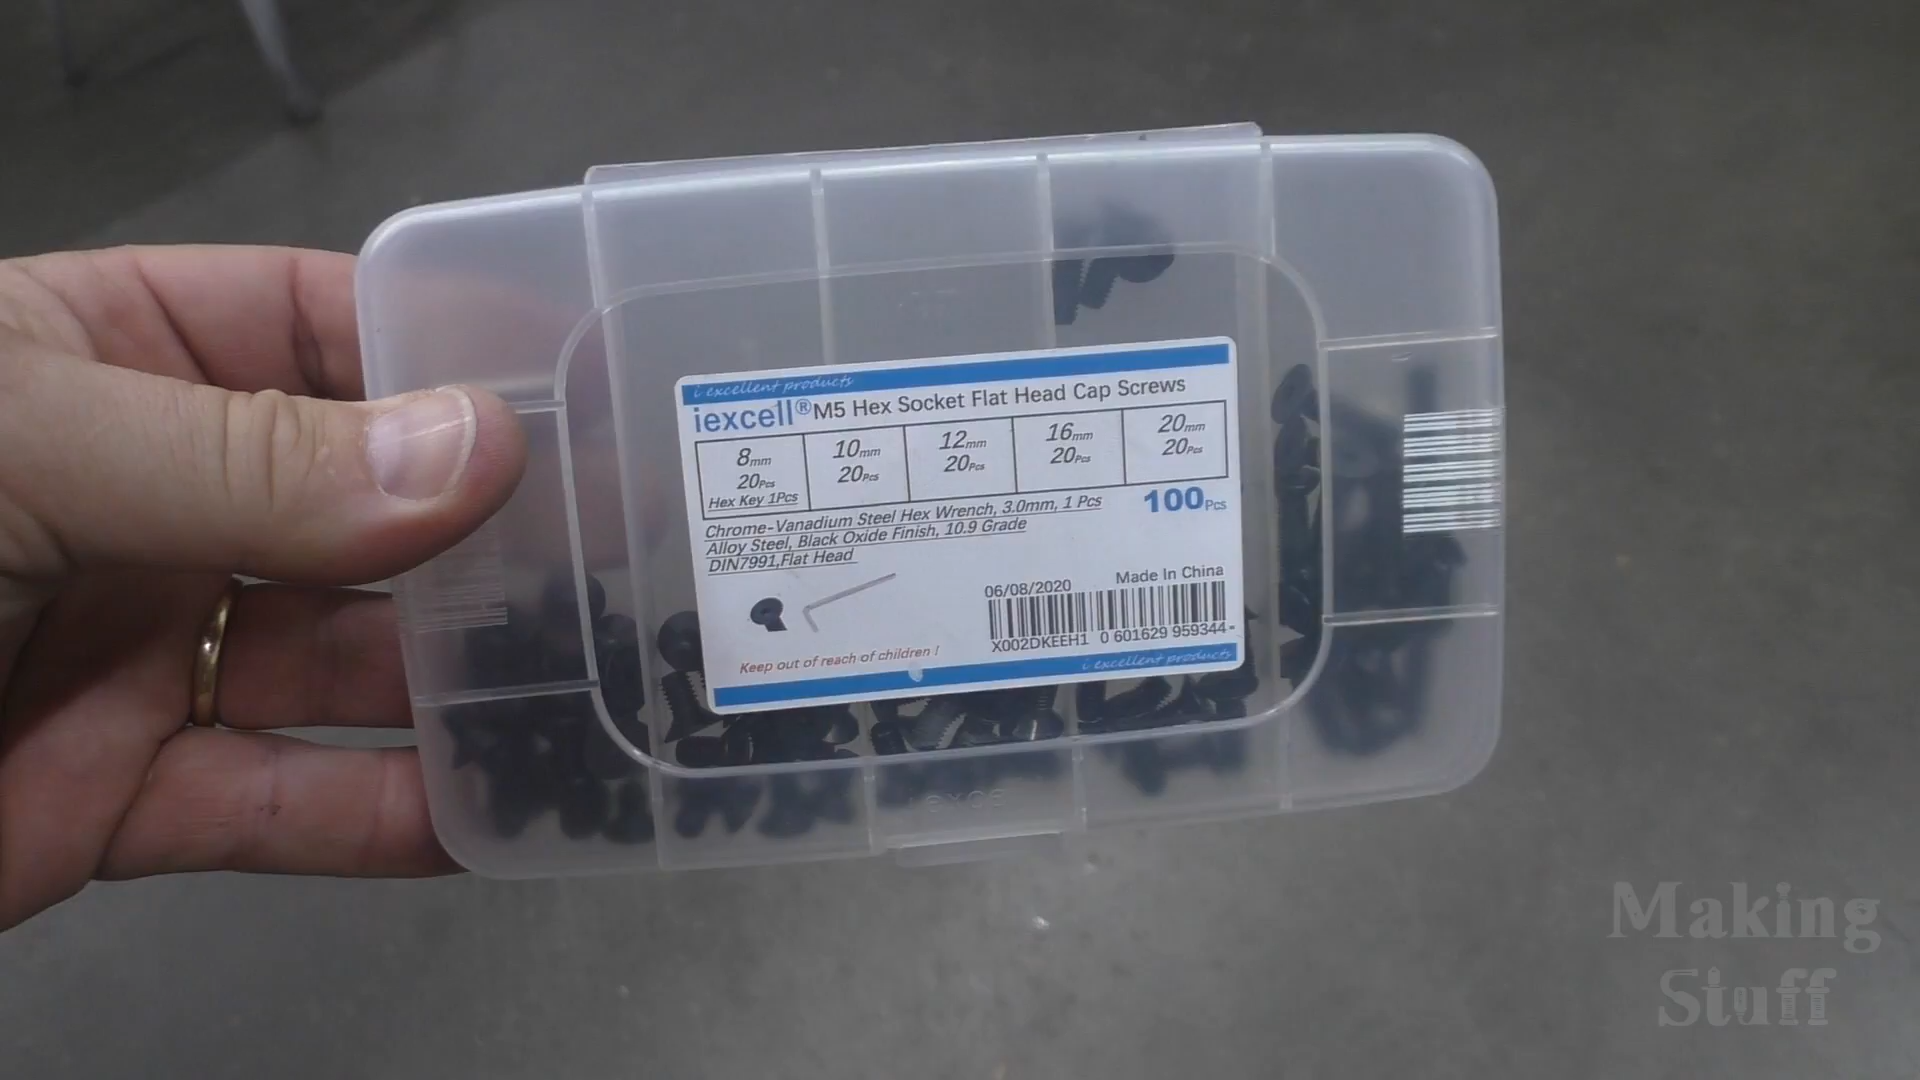 i excellent products
iexcell® M5 Hex Socket Flat Head Cap Screws
8mm 10mm 12mm 16mm 20mm
20Pcs 20Pcs 20Pcs 20Pcs 20Pcs
Hex Key 1Pcs
Chrome-Vanadium Steel Hex Wrench, 3.0mm, 1 Pcs
100Pcs
Alloy Steel, Black Oxide Finish, 10.9 Grade
DIN7991,Flat Head
06/08/2020 Made In China
X002DKEEH1 0 601629 959344
Keep out of reach of children !
i excellent products
Making
Stuff